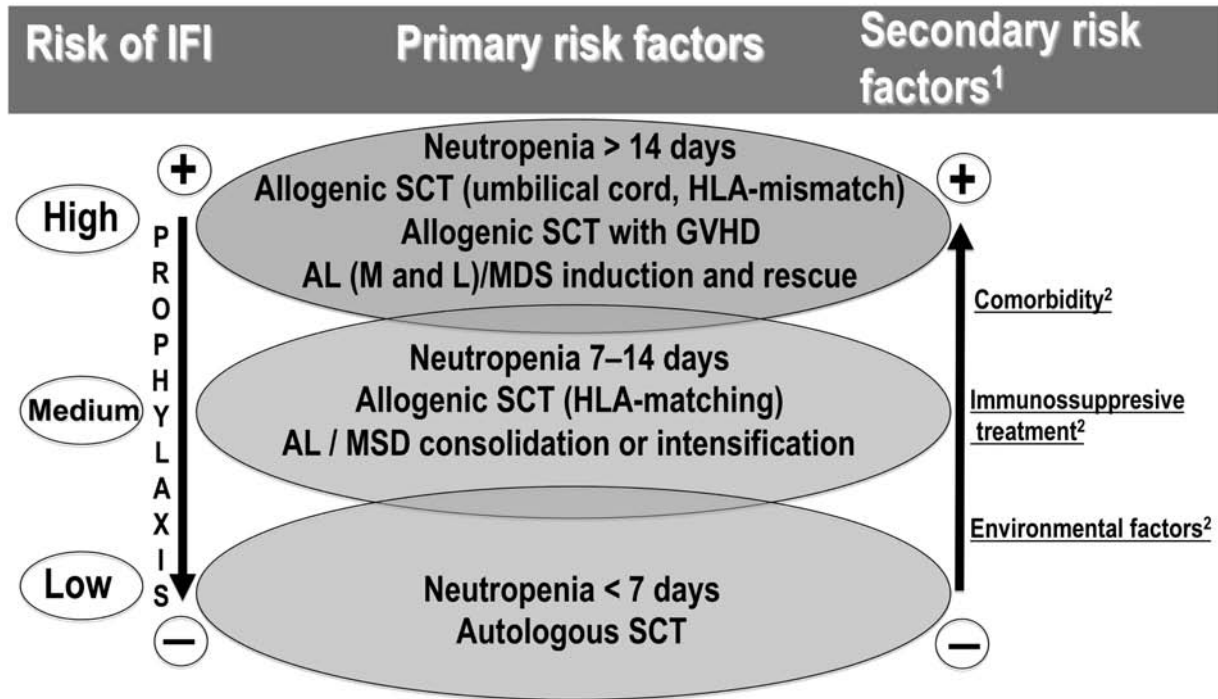 Risk of IFI
Primary risk factors
Secondary risk
factors1
+
High
PROPHYLAXIS
Medium
Low
−
Neutropenia > 14 days
Allogenic SCT (umbilical cord, HLA-mismatch)
Allogenic SCT with GVHD
AL (M and L)/MDS induction and rescue
Neutropenia 7–14 days
Allogenic SCT (HLA-matching)
AL / MSD consolidation or intensification
Neutropenia < 7 days
Autologous SCT
+
Comorbidity2
Immunossuppresive
treatment2
Environmental factors2
−